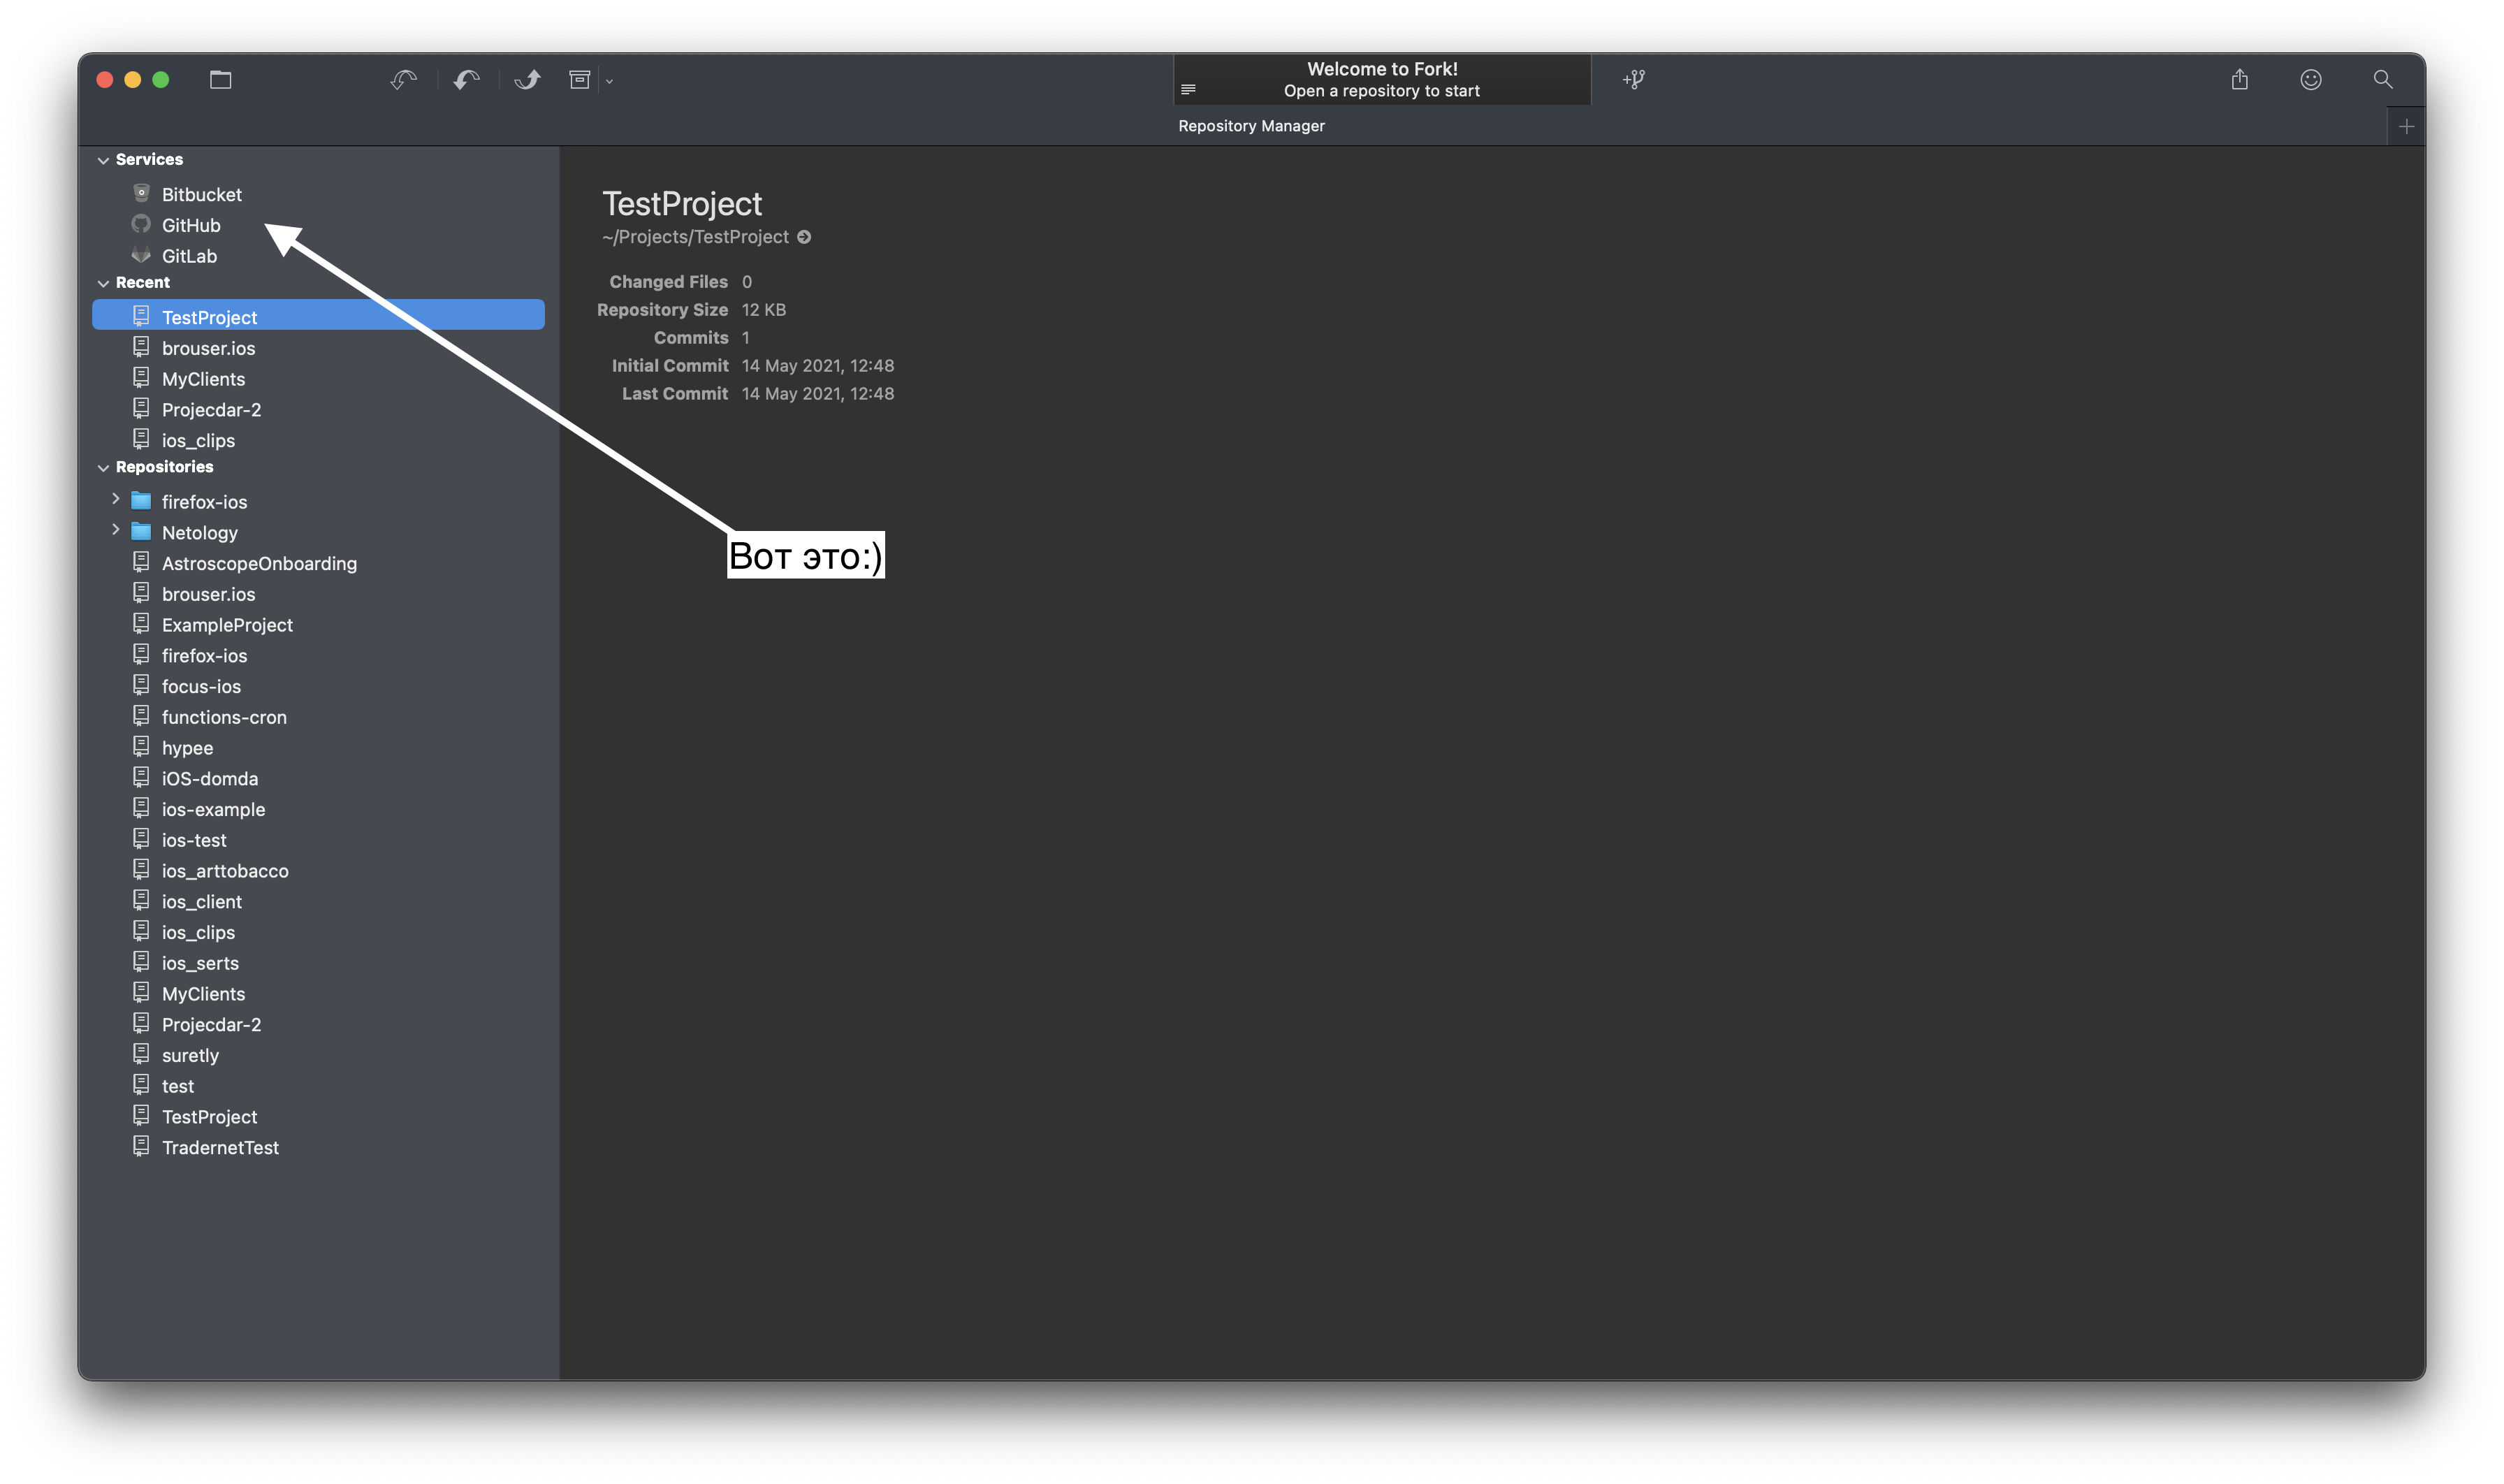 Welcome to Fork!
Open a repository to start
Repository Manager
Services
Bitbucket
GitHub
GitLab
Recent
TestProject
brouser.ios
MyClients
Projecdar-2
ios_clips
Repositories
firefox-ios
Netology
AstroscopeOnboarding
brouser.ios
ExampleProject
firefox-ios
focus-ios
functions-cron
hypee
iOS-domda
ios-example
ios-test
ios_arttobacco
ios_client
ios_clips
ios_serts
MyClients
Projecdar-2
suretly
test
TestProject
TradernetTest
TestProject
~/Projects/TestProject
Changed Files 0
Repository Size 12 KB
Commits 1
Initial Commit 14 May 2021, 12:48
Last Commit 14 May 2021, 12:48
Вот это:)